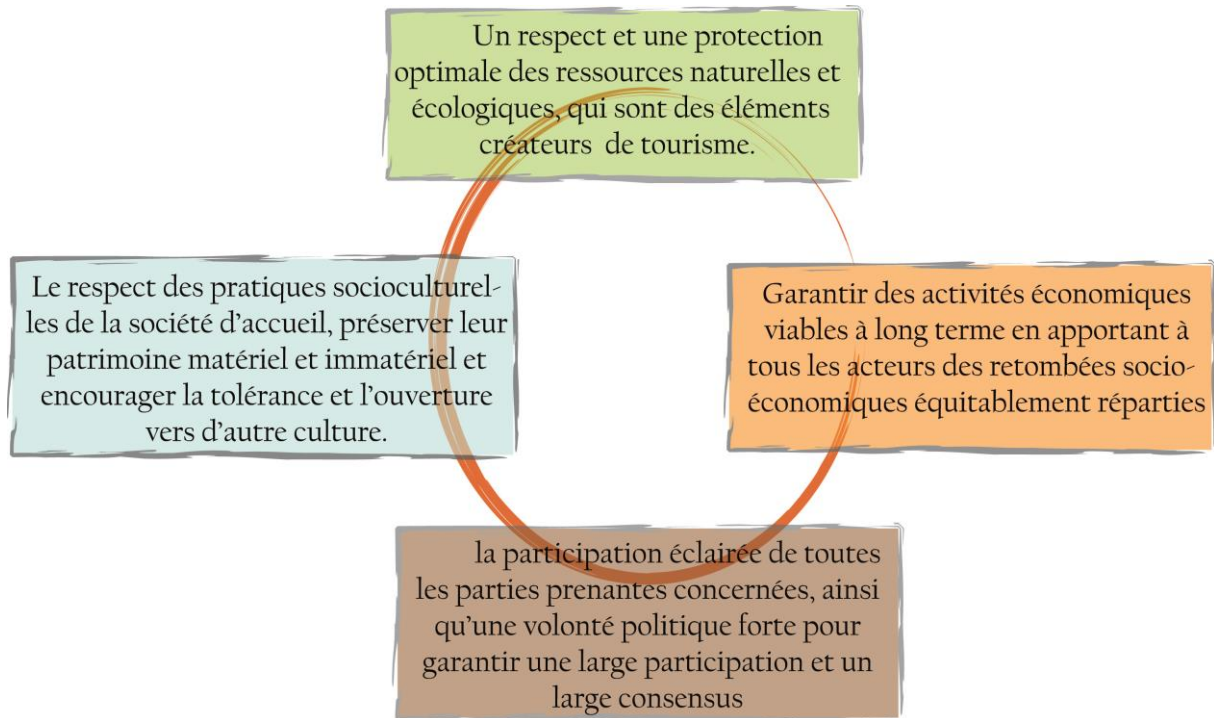 Un respect et une protection
optimale des ressources naturelles et
écologiques, qui sont des éléments
créateurs de tourisme.
Le respect des pratiques socioculturel-
les de la société d'accueil, préserver leur
patrimoine matériel et immatériel et
encourager la tolérance et l'ouverture
vers d'autre culture.
Garantir des activités économiques
viables à long terme en apportant à
tous les acteurs des retombées socio-
économiques équitablement réparties
la participation éclairée de toutes
les parties prenantes concernées, ainsi
qu'une volonté politique forte pour
garantir une large participation et un
large consensus